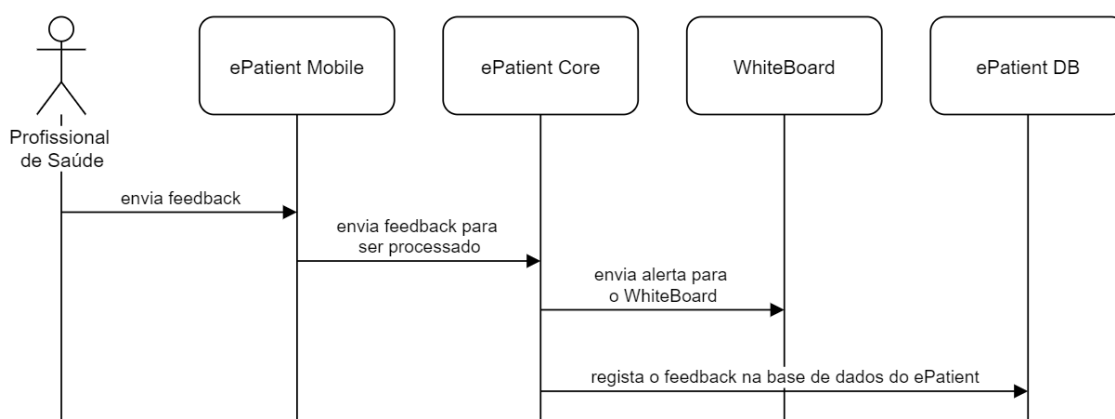 ePatient Mobile
ePatient Core
WhiteBoard
ePatient DB
Profissional
de Saúde
envia feedback
envia feedback para
ser processado
envia alerta para
o WhiteBoard
regista o feedback na base de dados do ePatient